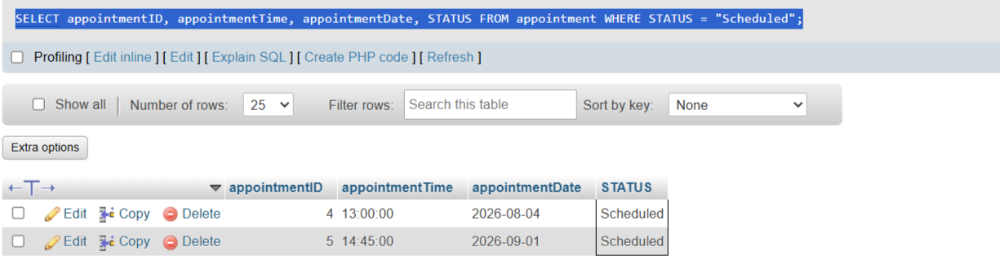 SELECT appointmentID, appointmentTime, appointmentDate, STATUS FROM appointment WHERE STATUS = "Scheduled";
Profiling [ Edit inline ] [ Edit ] [ Explain SQL ] [ Create PHP code ] [ Refresh ]
Show all Number of rows: 25 Filter rows: Search this table Sort by key: None
Extra options
appointmentID appointmentTime appointmentDate STATUS
Edit Copy Delete 4 13:00:00 2026-08-04 Scheduled
Edit Copy Delete 5 14:45:00 2026-09-01 Scheduled